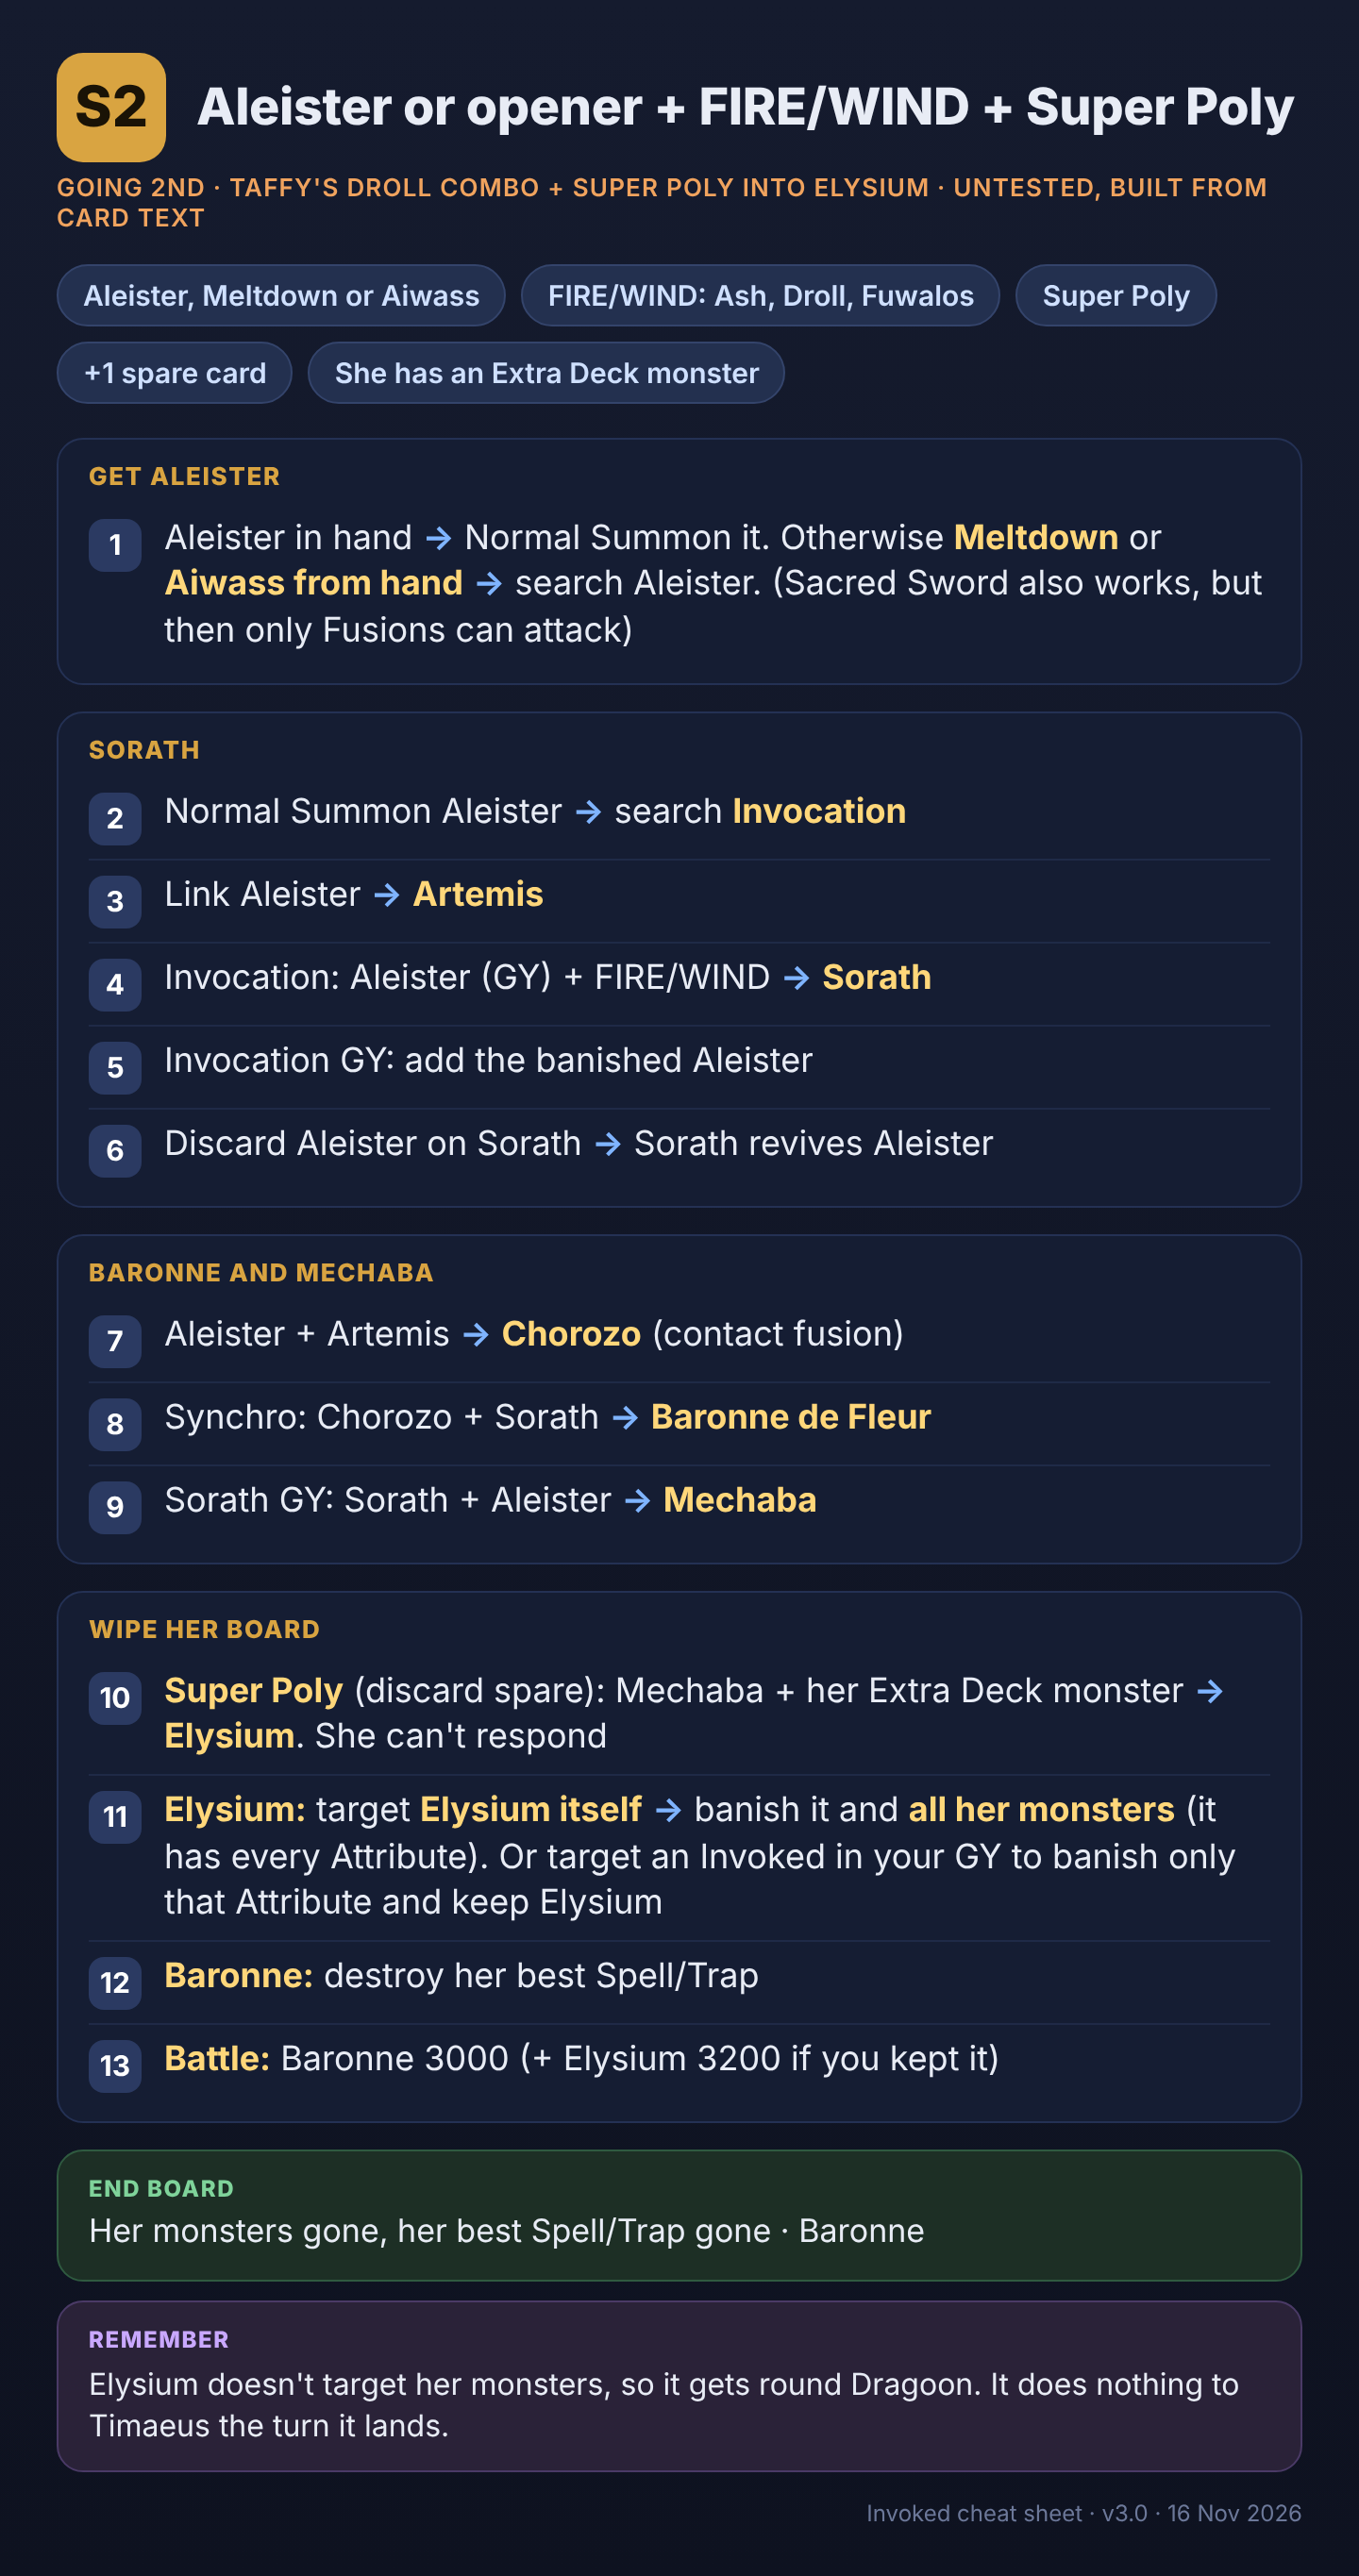 S2
Aleister or opener + FIRE/WIND + Super Poly
GOING 2ND · TAFFY'S DROLL COMBO + SUPER POLY INTO ELYSIUM · UNTESTED, BUILT FROM
CARD TEXT
Aleister, Meltdown or Aiwass
FIRE/WIND: Ash, Droll, Fuwalos
Super Poly
+1 spare card
She has an Extra Deck monster
GET ALEISTER
1
Aleister in hand → Normal Summon it. Otherwise Meltdown or
Aiwass from hand → search Aleister. (Sacred Sword also works, but
then only Fusions can attack)
SORATH
2
Normal Summon Aleister → search Invocation
3
Link Aleister → Artemis
4
Invocation: Aleister (GY) + FIRE/WIND → Sorath
5
Invocation GY: add the banished Aleister
6
Discard Aleister on Sorath → Sorath revives Aleister
BARONNE AND MECHABA
7
Aleister + Artemis → Chorozo (contact fusion)
8
Synchro: Chorozo + Sorath → Baronne de Fleur
9
Sorath GY: Sorath + Aleister → Mechaba
WIPE HER BOARD
10
Super Poly (discard spare): Mechaba + her Extra Deck monster →
Elysium. She can't respond
11
Elysium: target Elysium itself → banish it and all her monsters (it
has every Attribute). Or target an Invoked in your GY to banish only
that Attribute and keep Elysium
12
Baronne: destroy her best Spell/Trap
13
Battle: Baronne 3000 (+ Elysium 3200 if you kept it)
END BOARD
Her monsters gone, her best Spell/Trap gone · Baronne
REMEMBER
Elysium doesn't target her monsters, so it gets round Dragoon. It does nothing to
Timaeus the turn it lands.
Invoked cheat sheet · v3.0 · 16 Nov 2026